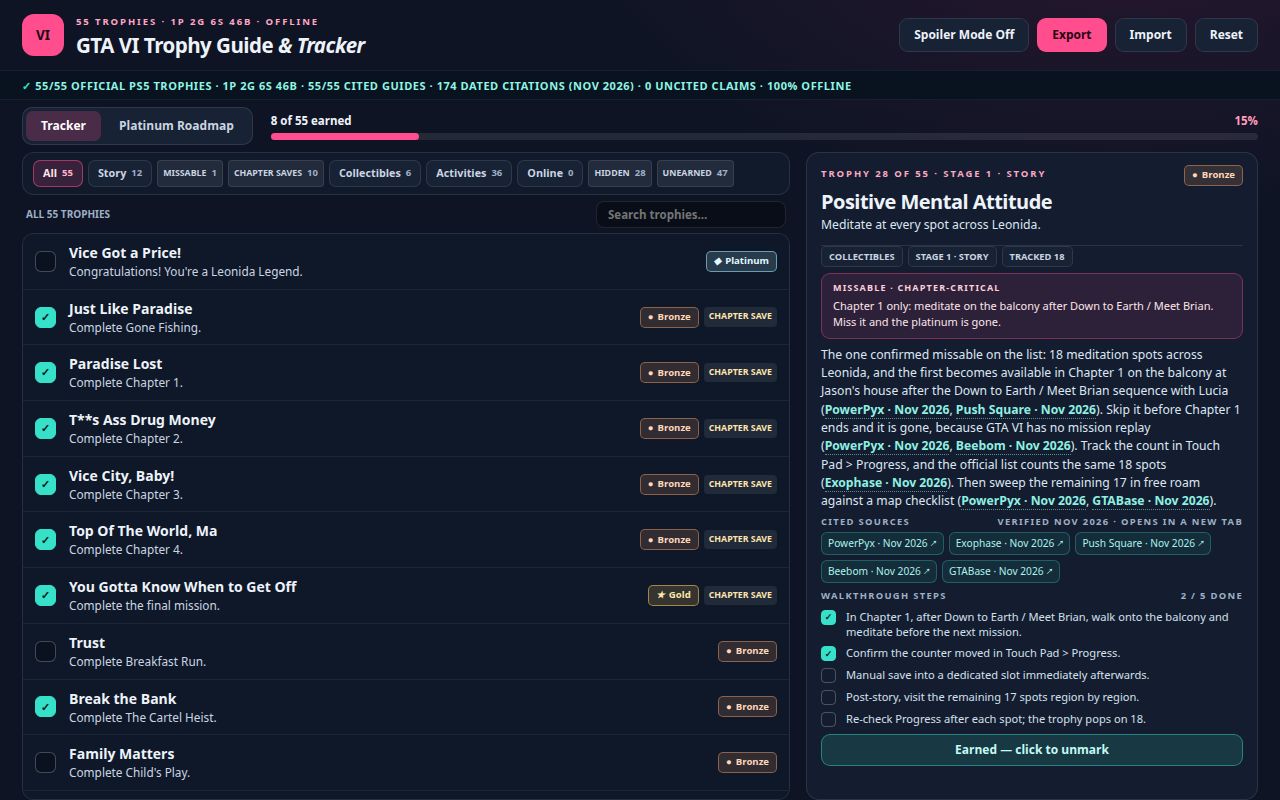 VI
55 TROPHIES · 1P 2G 6S 46B · OFFLINE
GTA VI Trophy Guide & Tracker
Spoiler Mode Off
Export
Import
Reset
✓ 55/55 OFFICIAL PS5 TROPHIES · 1P 2G 6S 46B · 55/55 CITED GUIDES · 174 DATED CITATIONS (NOV 2026) · 0 UNCITED CLAIMS · 100% OFFLINE
Tracker
Platinum Roadmap
8 of 55 earned
15%
All 55
Story 12
MISSABLE 1
CHAPTER SAVES 10
Collectibles 6
Activities 36
Online 0
HIDDEN 28
UNEARNED 47
ALL 55 TROPHIES
Search trophies...
Vice Got a Price!
Congratulations! You're a Leonida Legend.
◆ Platinum
✓
Just Like Paradise
Complete Gone Fishing.
● Bronze
CHAPTER SAVE
✓
Paradise Lost
Complete Chapter 1.
● Bronze
CHAPTER SAVE
✓
T**s Ass Drug Money
Complete Chapter 2.
● Bronze
CHAPTER SAVE
✓
Vice City, Baby!
Complete Chapter 3.
● Bronze
CHAPTER SAVE
✓
Top Of The World, Ma
Complete Chapter 4.
● Bronze
CHAPTER SAVE
✓
You Gotta Know When to Get Off
Complete the final mission.
★ Gold
CHAPTER SAVE
Trust
Complete Breakfast Run.
● Bronze
✓
Break the Bank
Complete The Cartel Heist.
● Bronze
Family Matters
Complete Child's Play.
● Bronze
TROPHY 28 OF 55 · STAGE 1 · STORY
● Bronze
Positive Mental Attitude
Meditate at every spot across Leonida.
COLLECTIBLES
STAGE 1 · STORY
TRACKED 18
MISSABLE · CHAPTER-CRITICAL
Chapter 1 only: meditate on the balcony after Down to Earth / Meet Brian.
Miss it and the platinum is gone.
The one confirmed missable on the list: 18 meditation spots across
Leonida, and the first becomes available in Chapter 1 on the balcony at
Jason's house after the Down to Earth / Meet Brian sequence with Lucia
(PowerPyx · Nov 2026, Push Square · Nov 2026). Skip it before Chapter 1
ends and it is gone, because GTA VI has no mission replay
(PowerPyx · Nov 2026, Beebom · Nov 2026). Track the count in Touch
Pad > Progress, and the official list counts the same 18 spots
(Exophase · Nov 2026). Then sweep the remaining 17 in free roam
against a map checklist (PowerPyx · Nov 2026, GTABase · Nov 2026).
CITED SOURCES
VERIFIED NOV 2026 · OPENS IN A NEW TAB
PowerPyx · Nov 2026 ↗
Exophase · Nov 2026 ↗
Push Square · Nov 2026 ↗
Beebom · Nov 2026 ↗
GTABase · Nov 2026 ↗
WALKTHROUGH STEPS
2 / 5 DONE
✓
In Chapter 1, after Down to Earth / Meet Brian, walk onto the balcony and
meditate before the next mission.
✓
Confirm the counter moved in Touch Pad > Progress.
Manual save into a dedicated slot immediately afterwards.
Post-story, visit the remaining 17 spots region by region.
Re-check Progress after each spot; the trophy pops on 18.
Earned — click to unmark